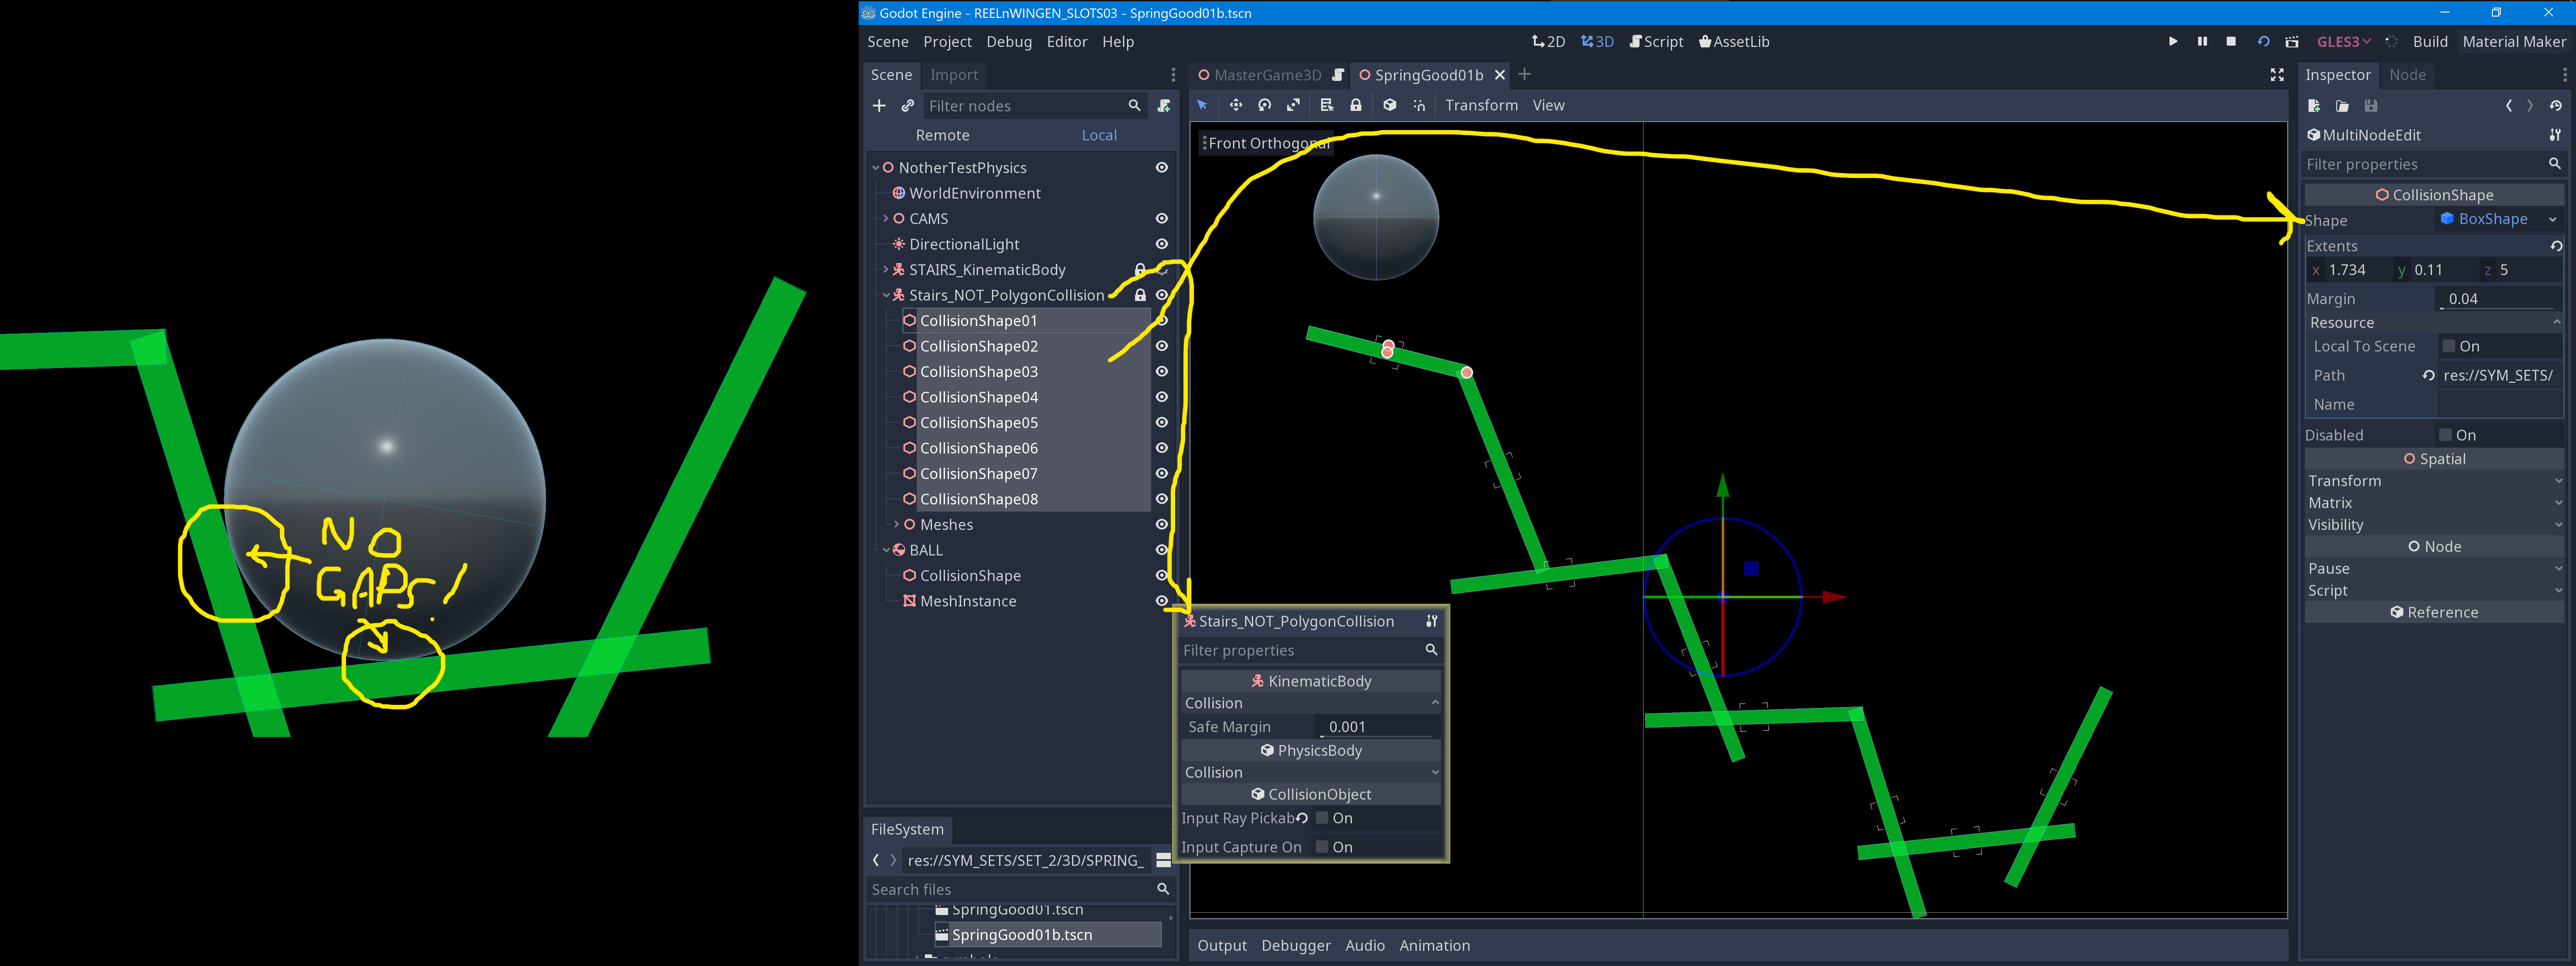 NO
GAPS!
Godot Engine - REELnWINGEN_SLOTS03 - SpringGood01b.tscn
Scene Project Debug Editor Help
2D 3D Script AssetLib
GLES3 Build Material Maker
Scene Import
Filter nodes
Remote Local
NotherTestPhysics
WorldEnvironment
CAMS
DirectionalLight
STAIRS_KinematicBody
Stairs_NOT_PolygonCollision
CollisionShape01
CollisionShape02
CollisionShape03
CollisionShape04
CollisionShape05
CollisionShape06
CollisionShape07
CollisionShape08
Meshes
BALL
CollisionShape
MeshInstance
FileSystem
res://SYM_SETS/SET_2/3D/SPRING_
Search files
SpringGood01.tscn
SpringGood01b.tscn
MasterGame3D SpringGood01b
Transform View
Front Orthogonal
Stairs_NOT_PolygonCollision
Filter properties
KinematicBody
Collision
Safe Margin 0.001
PhysicsBody
Collision
CollisionObject
Input Ray Pickab On
Input Capture On On
Output Debugger Audio Animation
Inspector Node
MultiNodeEdit
Filter properties
CollisionShape
Shape BoxShape
Extents
x 1.734 y 0.11 z 5
Margin 0.04
Resource
Local To Scene On
Path res://SYM_SETS/
Name
Disabled On
Spatial
Transform
Matrix
Visibility
Node
Pause
Script
Reference